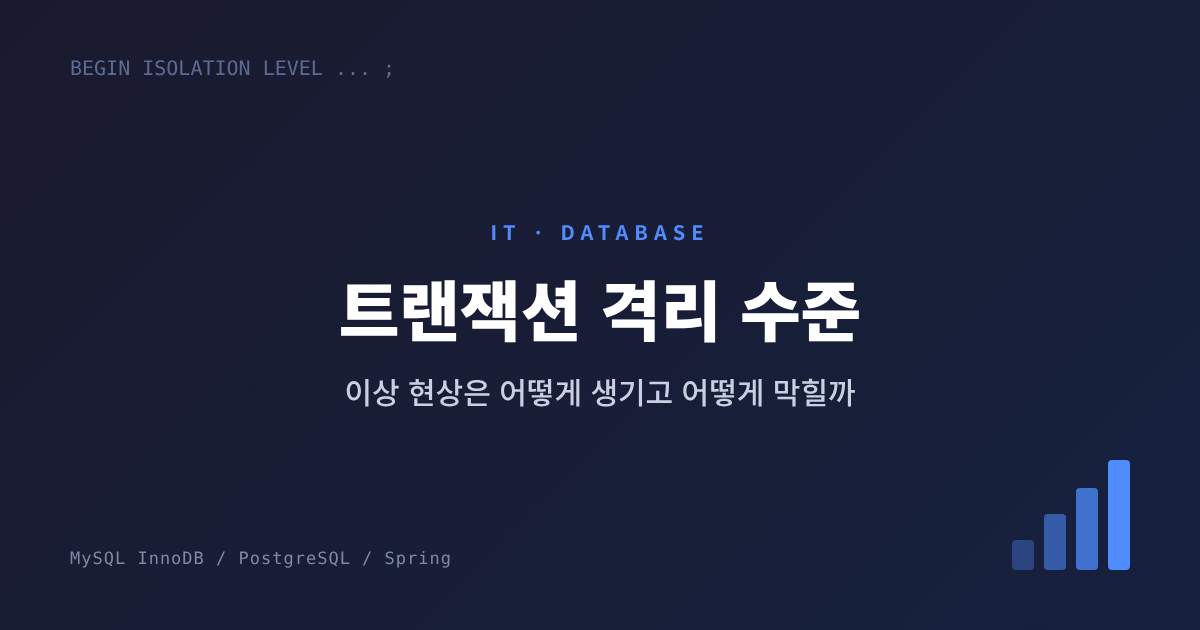 BEGIN ISOLATION LEVEL ... ;
IT · DATABASE
트랜잭션 격리 수준
이상 현상은 어떻게 생기고 어떻게 막힐까
MySQL InnoDB / PostgreSQL / Spring